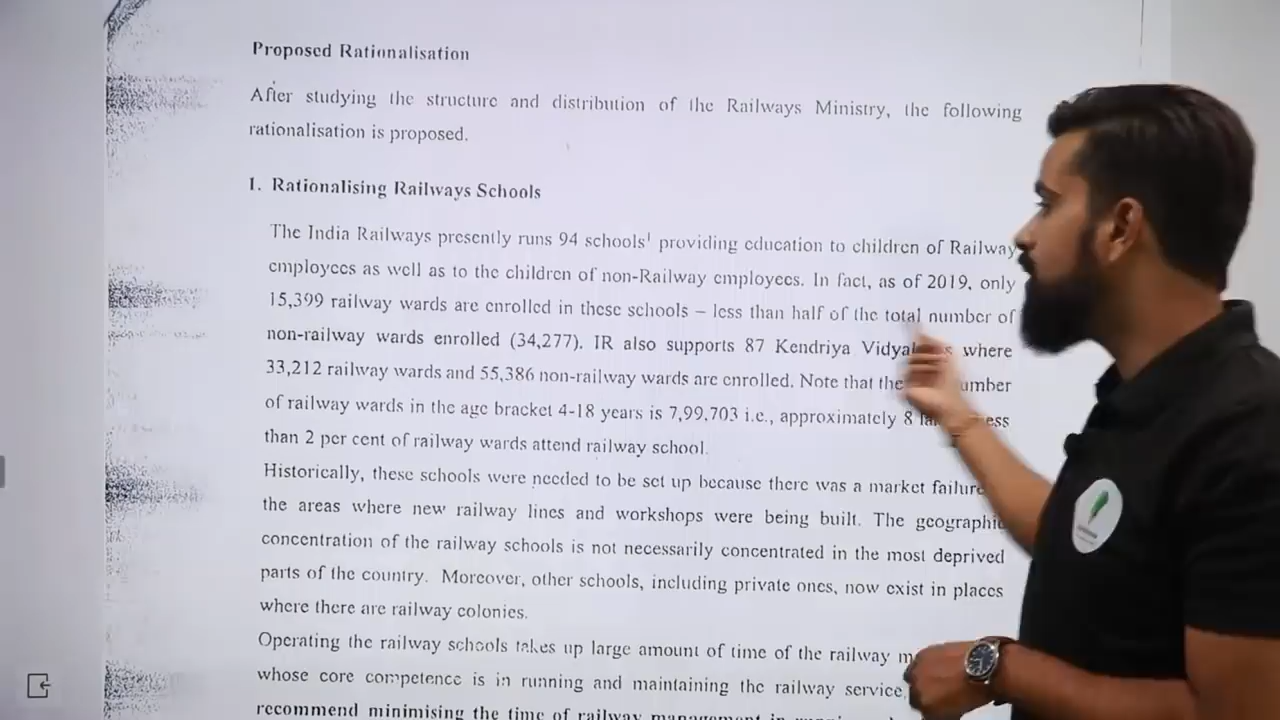 Proposed Rationalisation
After studying the structure and distribution of the Railways Ministry, the following
rationalisation is proposed.
1. Rationalising Railways Schools
The India Railways presently runs 94 schools¹ providing education to children of Railway
employees as well as to the children of non-Railway employees. In fact, as of 2019, only
15,399 railway wards are enrolled in these schools – less than half of the total number of
non-railway wards enrolled (34,277). IR also supports 87 Kendriya where
33,212 railway wards and 55,386 non-railway wards are enrolled. Note that the
of railway wards in the age bracket 4-18 years is 7,99,703 i.e., approximately 8
than 2 per cent of railway wards attend railway school.
Historically, these schools were needed to be set up because there was a market failure
the areas where new railway lines and workshops were being built. The geographic
concentration of the railway schools is not necessarily concentrated in the most deprived
parts of the country. Moreover, other schools, including private ones, now exist in places
where there are railway colonies.
Operating the railway schools takes up large amount of time of the railway
whose core competence is in running and maintaining the railway service,
recommend minimising the time of railway management in